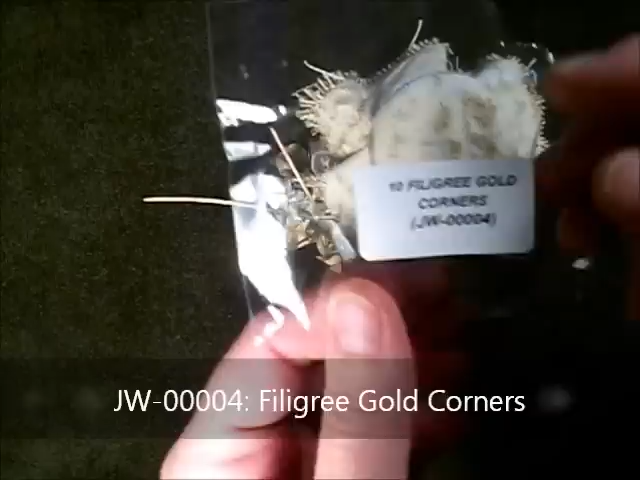 10 FILIGREE GOLD
CORNERS
(JW-00004)
JW-00004: Filigree Gold Corners